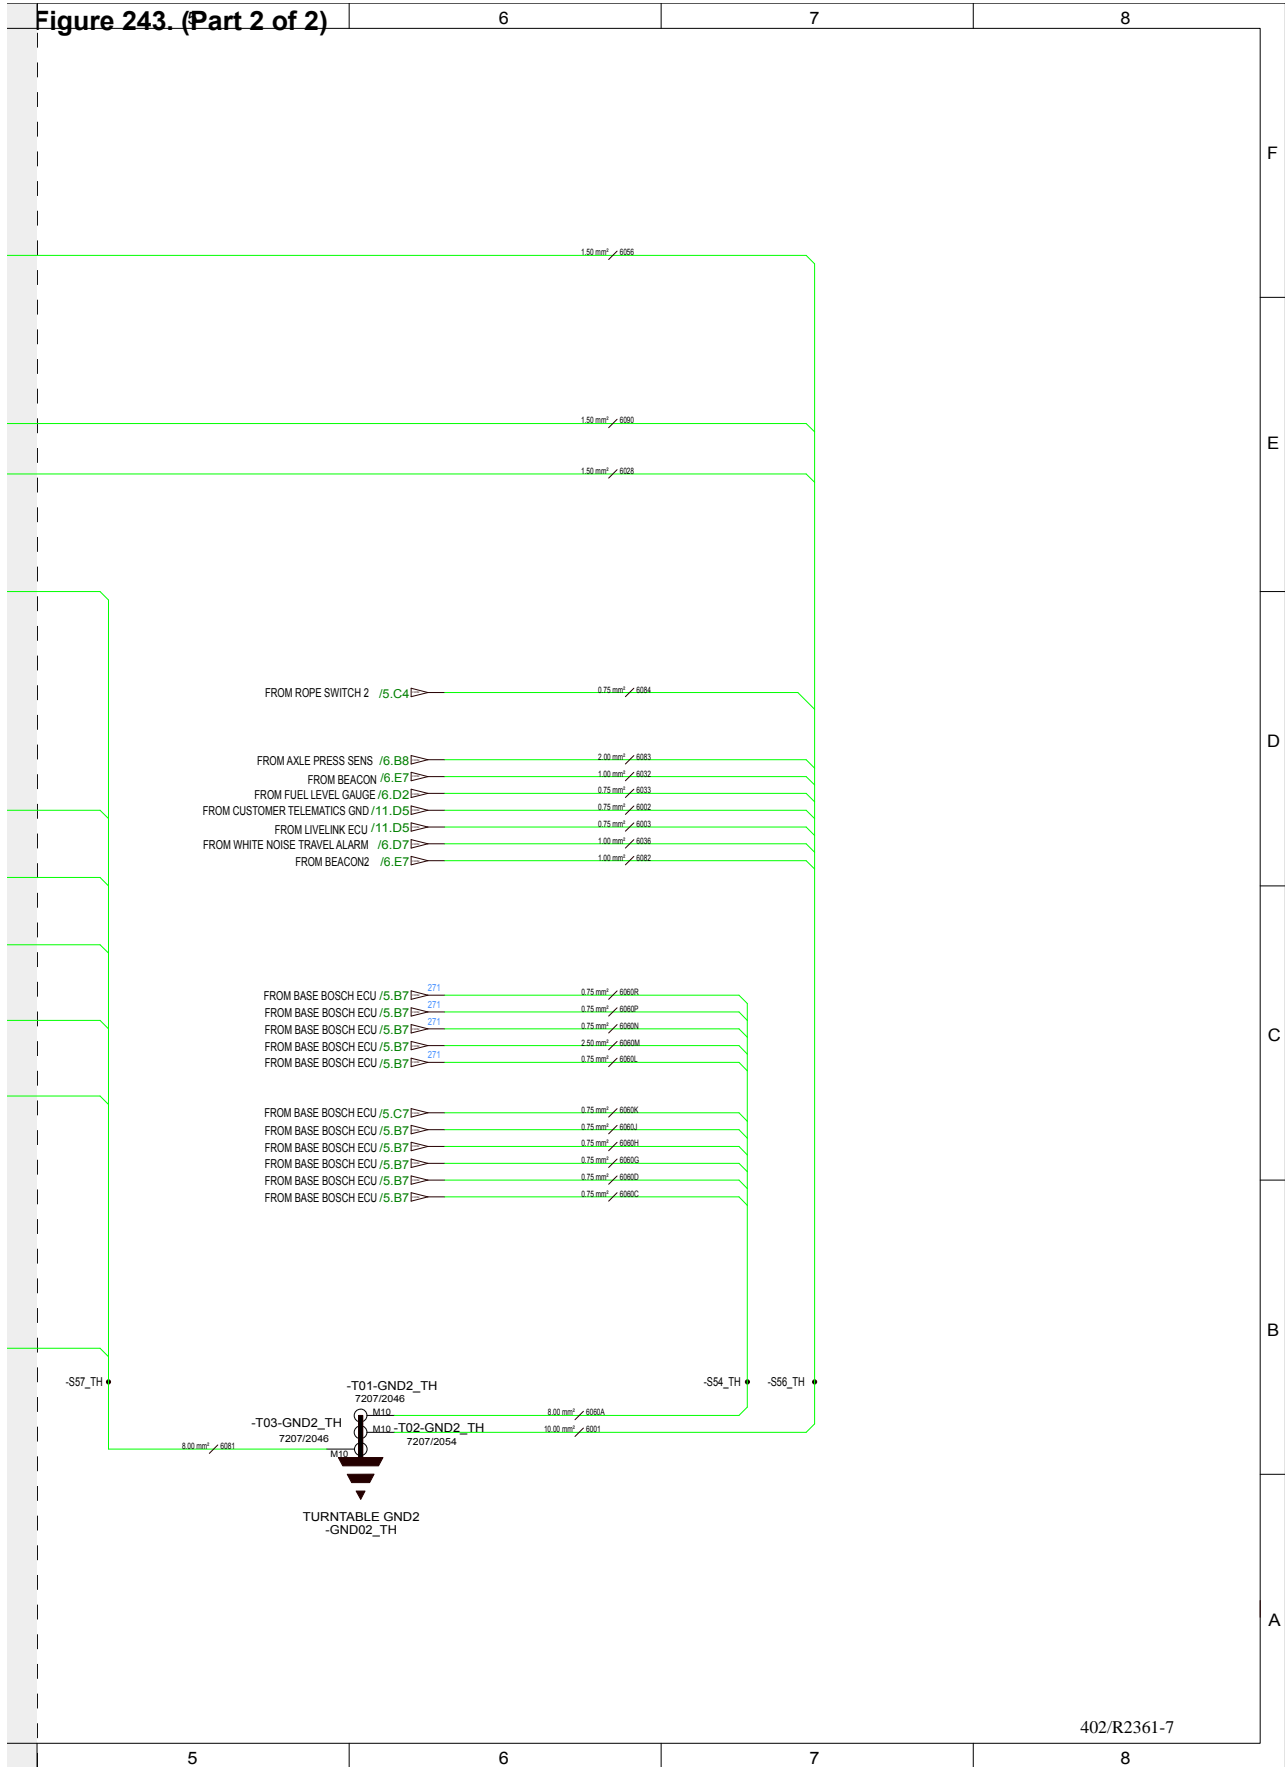 Figure 243. (Part 2 of 2)
5 6 7 8
F
1.50 mm² 6056
1.50 mm² 6090
E
1.50 mm² 6028
FROM ROPE SWITCH 2 /5.C4 0.75 mm² 6084
D
FROM AXLE PRESS SENS /6.B8 2.00 mm² 6083
FROM BEACON /6.E7 1.00 mm² 6032
FROM FUEL LEVEL GAUGE /6.D2 0.75 mm² 6033
FROM CUSTOMER TELEMATICS GND /11.D5 0.75 mm² 6002
FROM LIVELINK ECU /11.D5 0.75 mm² 6003
FROM WHITE NOISE TRAVEL ALARM /6.D7 1.00 mm² 6036
FROM BEACON2 /6.E7 1.00 mm² 6082
FROM BASE BOSCH ECU /5.B7 271 0.75 mm² 6060R
FROM BASE BOSCH ECU /5.B7 271 0.75 mm² 6060P
FROM BASE BOSCH ECU /5.B7 271 0.75 mm² 6060N
C
FROM BASE BOSCH ECU /5.B7 2.50 mm² 6060M
FROM BASE BOSCH ECU /5.B7 271 0.75 mm² 6060L
FROM BASE BOSCH ECU /5.C7 0.75 mm² 6060K
FROM BASE BOSCH ECU /5.B7 0.75 mm² 6060J
FROM BASE BOSCH ECU /5.B7 0.75 mm² 6060H
FROM BASE BOSCH ECU /5.B7 0.75 mm² 6060G
FROM BASE BOSCH ECU /5.B7 0.75 mm² 6060D
FROM BASE BOSCH ECU /5.B7 0.75 mm² 6060C
B
-S57_TH -S54_TH -S56_TH
-T01-GND2_TH
7207/2046
M10 8.00 mm² 6060A
-T03-GND2_TH M10 -T02-GND2_TH 10.00 mm² 6001
7207/2046 7207/2054
8.00 mm² 6081 M10
TURNTABLE GND2
-GND02_TH
A
402/R2361-7
5 6 7 8